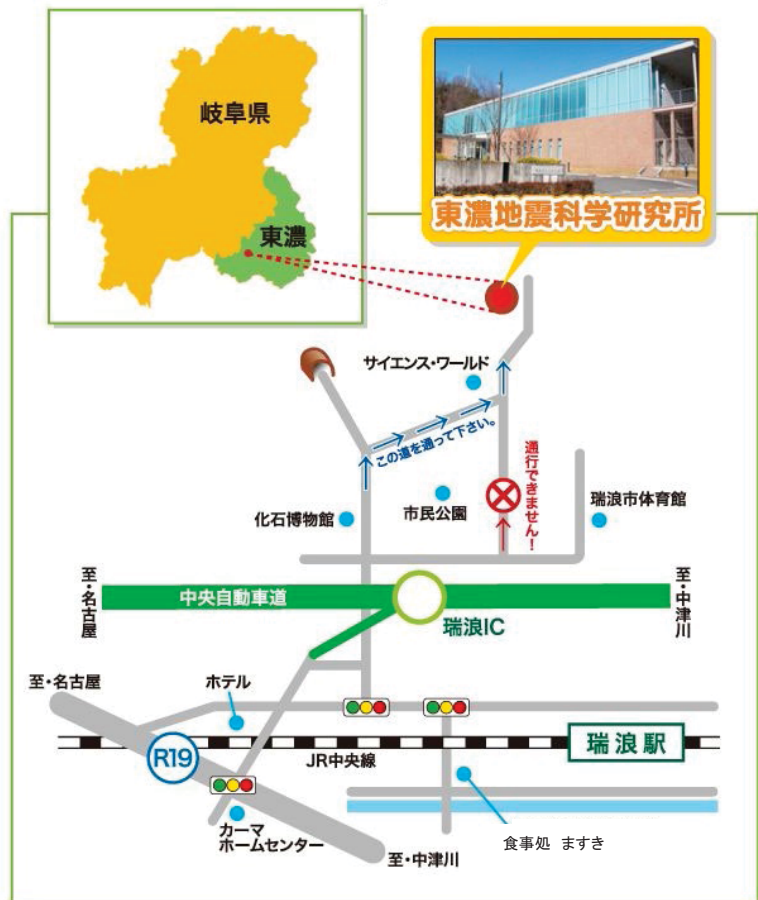 岐阜県
東濃
東濃地震科学研究所
サイエンス・ワールド
この道を通って下さい。
通行できません！
化石博物館
市民公園
瑞浪市体育館
至・名古屋
中央自動車道
至・中津川
瑞浪IC
至・名古屋
ホテル
R19
JR中央線
瑞浪駅
カーマ
ホームセンター
至・中津川
食事処 ますき